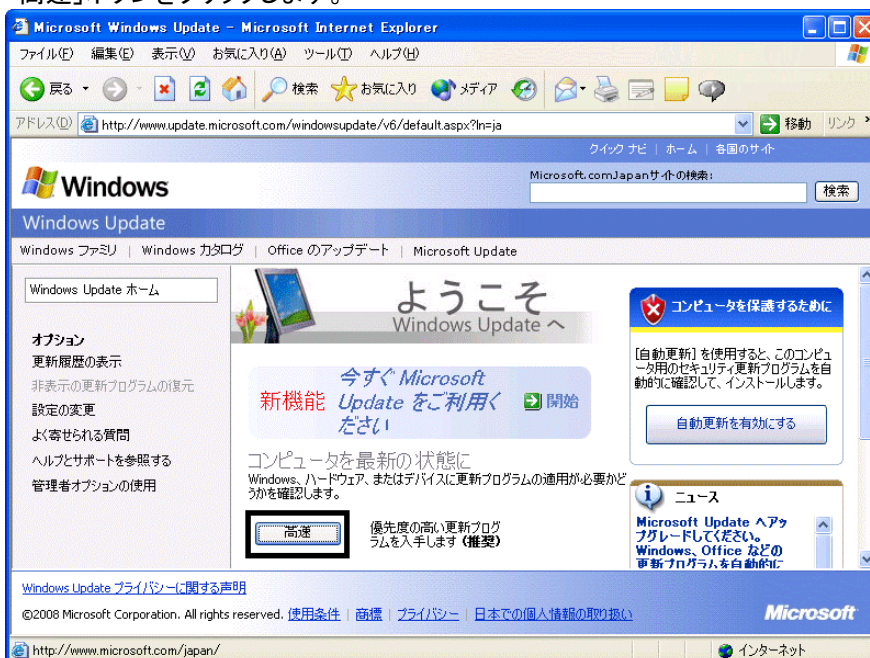 「高速」ボタンをクリックします。
Microsoft Windows Update - Microsoft Internet Explorer
ファイル(F) 編集(E) 表示(V) お気に入り(A) ツール(T) ヘルプ(H)
戻る 検索 お気に入り メディア
アドレス(D) http://www.update.microsoft.com/windowsupdate/v6/default.aspx?ln=ja 移動 リンク
クイック ナビ | ホーム | 各国のサイト
Windows
Microsoft.comJapanサイトの検索:
検索
Windows Update
Windows ファミリ | Windows カタログ | Office のアップデート | Microsoft Update
Windows Update ホーム
オプション
更新履歴の表示
非表示の更新プログラムの復元
設定の変更
よく寄せられる質問
ヘルプとサポートを参照する
管理者オプションの使用
ようこそ
Windows Update へ
新機能
今すぐ Microsoft
Update をご利用く
ださい
開始
コンピュータを最新の状態に
Windows、ハードウェア、またはデバイスに更新プログラムの適用が必要かど
うかを確認します。
高速
優先度の高い更新プログ
ラムを入手します (推奨)
コンピュータを保護するために
[自動更新] を使用すると、このコンピュ
ータ用のセキュリティ更新プログラムを自
動的に確認して、インストールします。
自動更新を有効にする
ニュース
Microsoft Update へアッ
プグレードしてください。
Windows、Office などの
更新プログラムを自動的に
Windows Update プライバシーに関する声明
©2008 Microsoft Corporation. All rights reserved. 使用条件 | 商標 | プライバシー | 日本での個人情報の取り扱い
Microsoft
http://www.microsoft.com/japan/ インターネット